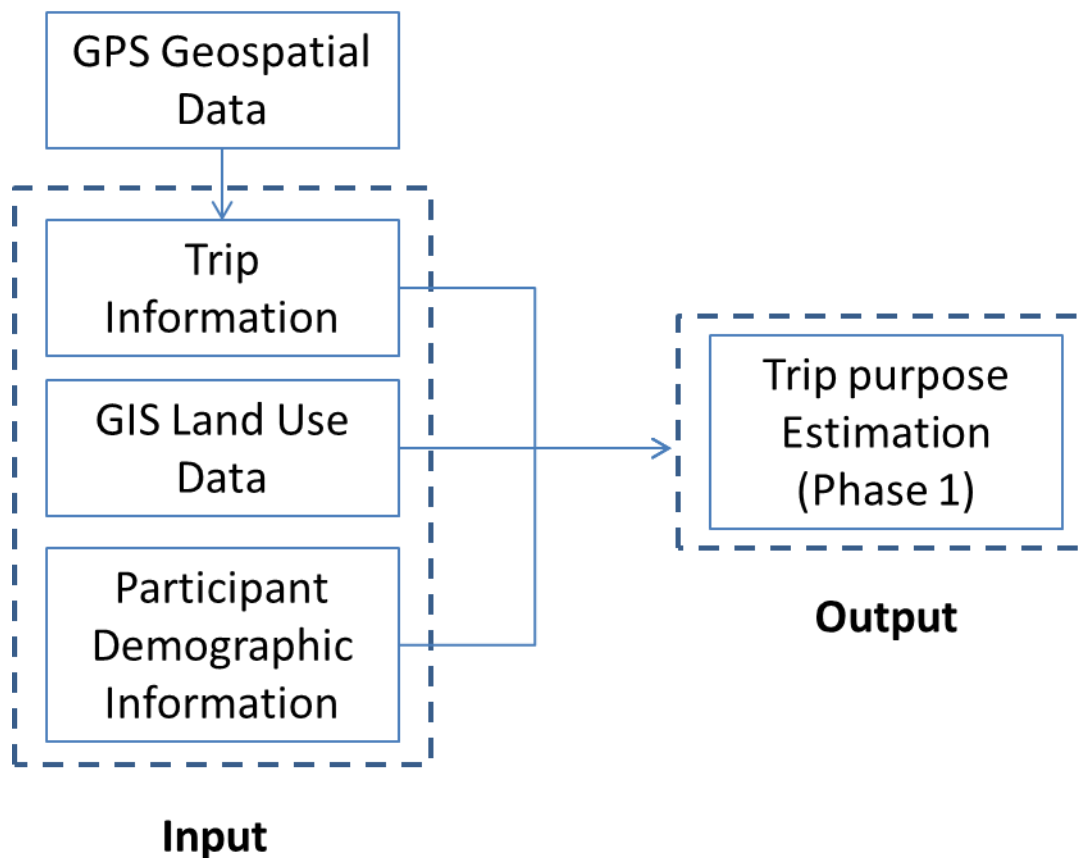 GPS Geospatial
Data
Trip
Information
GIS Land Use
Data
Participant
Demographic
Information
Input
Trip purpose
Estimation
(Phase 1)
Output